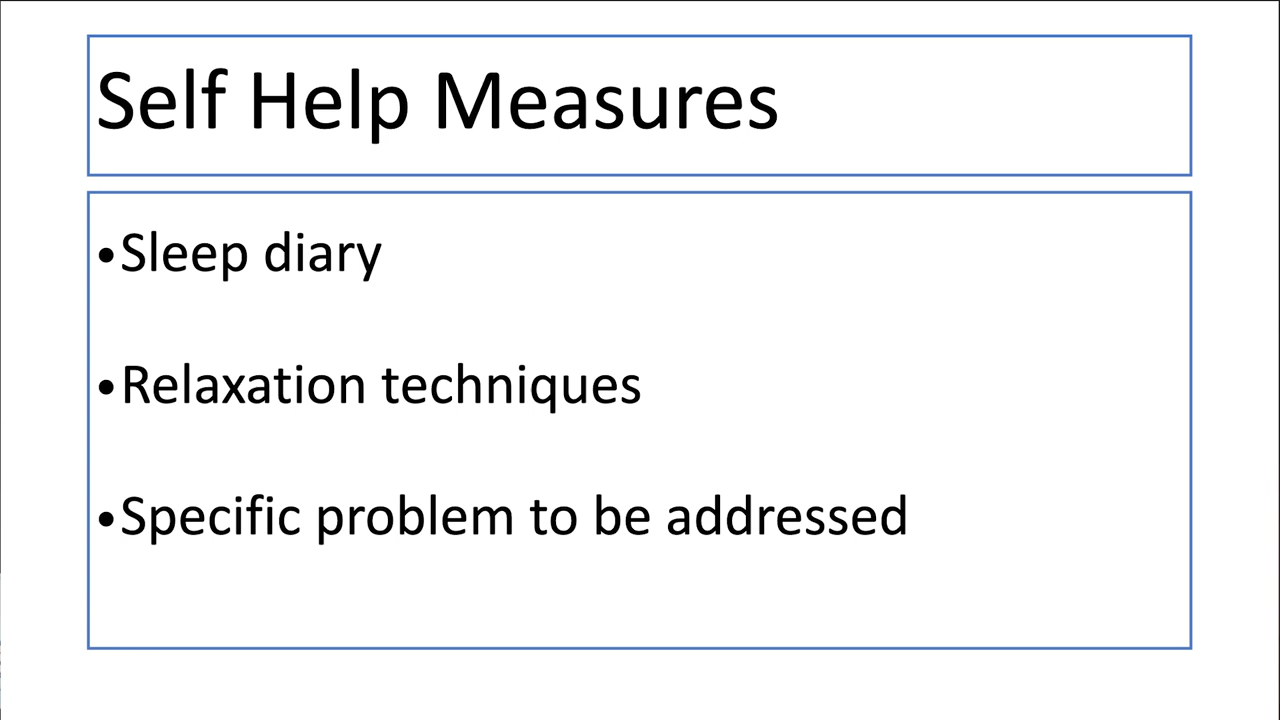 Self Help Measures
•Sleep diary
•Relaxation techniques
•Specific problem to be addressed